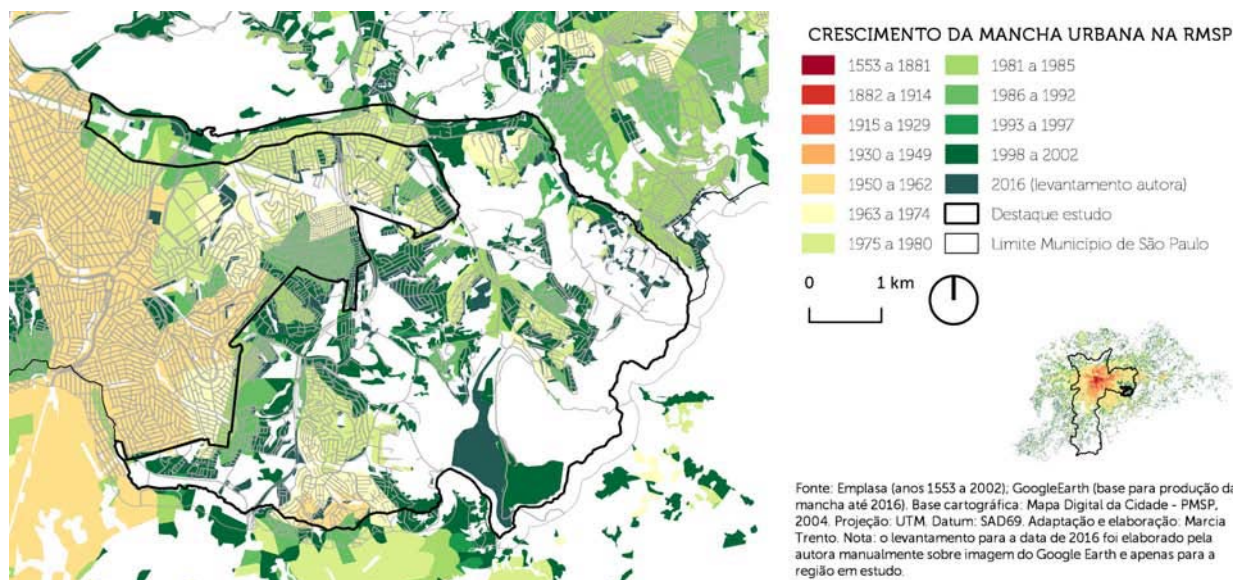 CRESCIMENTO DA MANCHA URBANA NA RMSP
1553 a 1881
1882 a 1914
1915 a 1929
1930 a 1949
1950 a 1962
1963 a 1974
1975 a 1980
1981 a 1985
1986 a 1992
1993 a 1997
1998 a 2002
2016 (levantamento autora)
Destaque estudo
Limite Município de São Paulo
0 1 km
Fonte: Emplasa (anos 1553 a 2002); GoogleEarth (base para produção da
mancha até 2016). Base cartográfica: Mapa Digital da Cidade - PMSP,
2004. Projeção: UTM. Datum: SAD69. Adaptação e elaboração: Marcia
Trento. Nota: o levantamento para a data de 2016 foi elaborado pela
autora manualmente sobre imagem do Google Earth e apenas para a
região em estudo.